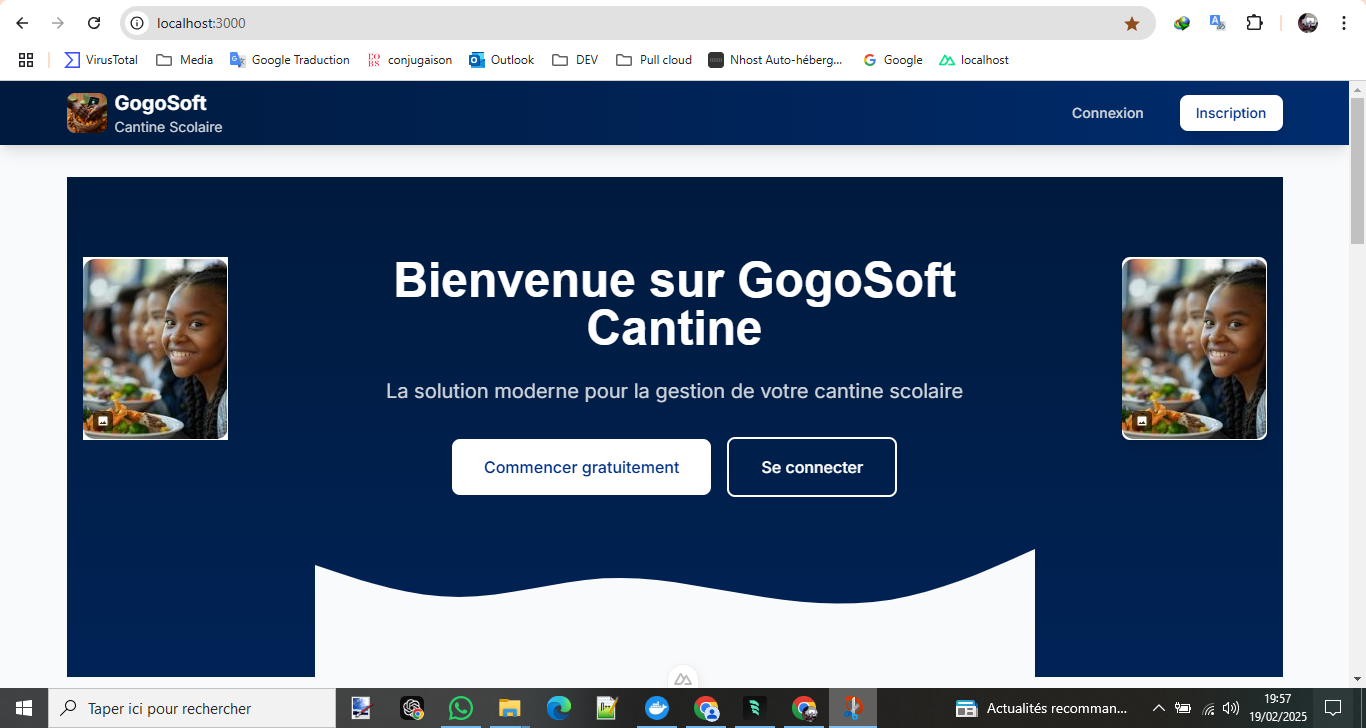 localhost:3000
VirusTotal
Media
Google Traduction
conjugaison
Outlook
DEV
Pull cloud
Nhost Auto-héberg...
Google
localhost
GogoSoft
Cantine Scolaire
Connexion
Inscription
Bienvenue sur GogoSoft
Cantine
La solution moderne pour la gestion de votre cantine scolaire
Commencer gratuitement
Se connecter
Taper ici pour rechercher
Actualités recomman...
19:57
19/02/2025